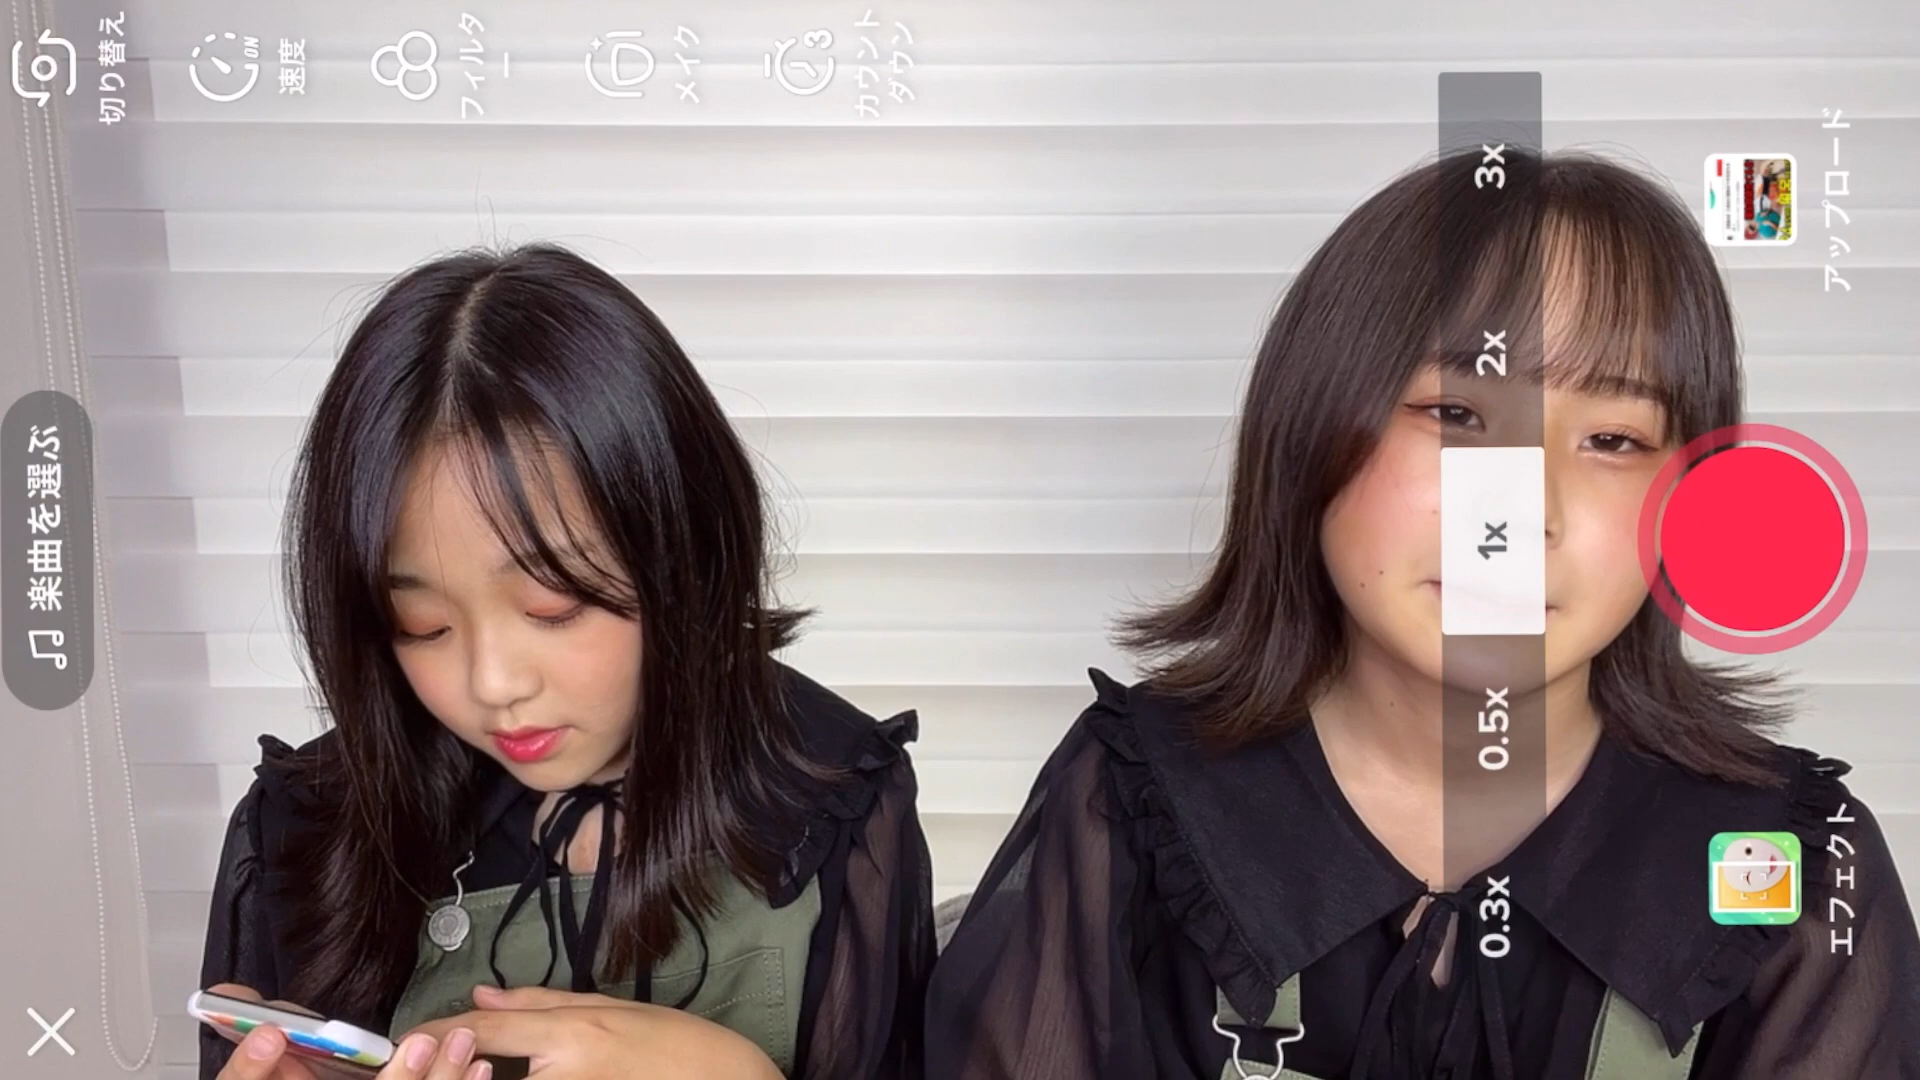 切り替え
ON
速度
フィルタ
ー
メイク
3
カウント
ダウン
楽曲を選ぶ
3x
2x
1x
0.5x
0.3x
アップロード
エフェクト